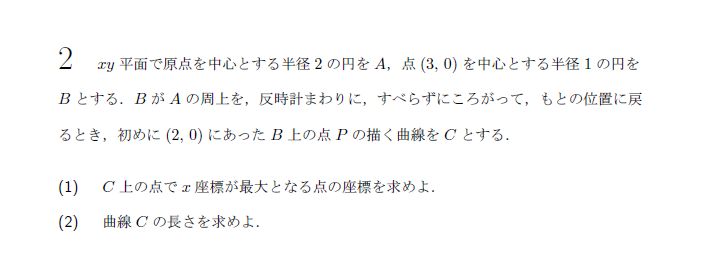 2 xy 平面で原点を中心とする半径 2 の円を A, 点 (3, 0) を中心とする半径 1 の円を
B とする. B が A の周上を, 反時計まわりに, すべらずにころがって, もとの位置に戻
るとき, 初めに (2, 0) にあった B 上の点 P の描く曲線を C とする.
(1) C 上の点で x 座標が最大となる点の座標を求めよ.
(2) 曲線 C の長さを求めよ.